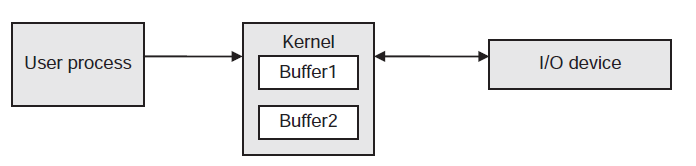 User process
Kernel
Buffer1
Buffer2
I/O device